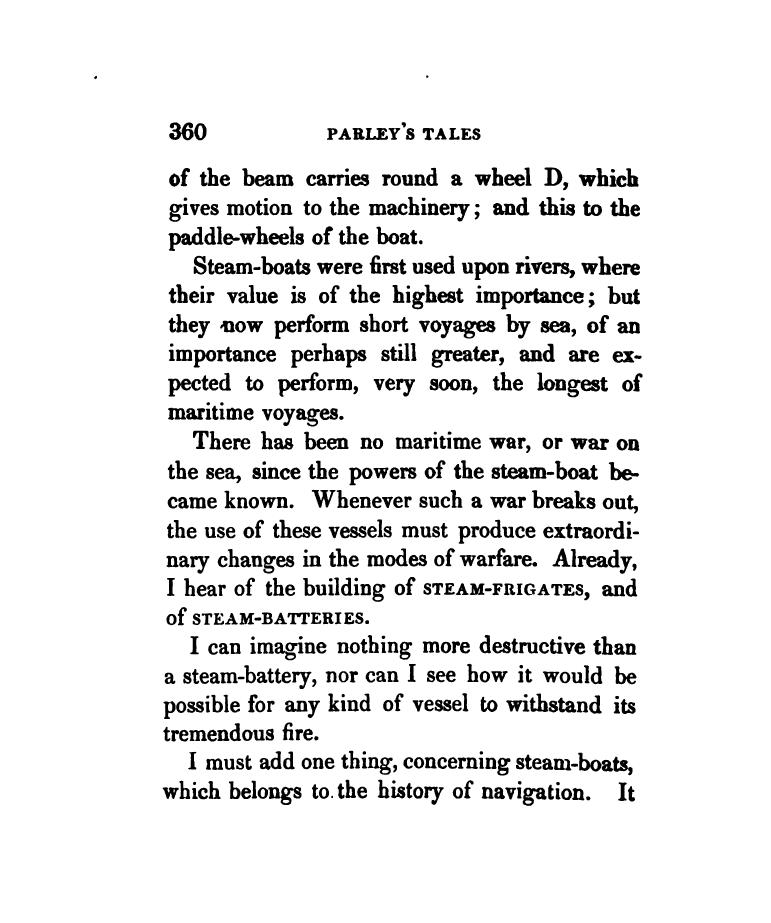 360 PARLEY'S TALES
of the beam carries round a wheel D, which
gives motion to the machinery; and this to the
paddle-wheels of the boat.
Steam-boats were first used upon rivers, where
their value is of the highest importance; but
they now perform short voyages by sea, of an
importance perhaps still greater, and are ex-
pected to perform, very soon, the longest of
maritime voyages.
There has been no maritime war, or war on
the sea, since the powers of the steam-boat be-
came known. Whenever such a war breaks out,
the use of these vessels must produce extraordi-
nary changes in the modes of warfare. Already,
I hear of the building of STEAM-FRIGATES, and
of STEAM-BATTERIES.
I can imagine nothing more destructive than
a steam-battery, nor can I see how it would be
possible for any kind of vessel to withstand its
tremendous fire.
I must add one thing, concerning steam-boats,
which belongs to the history of navigation. It